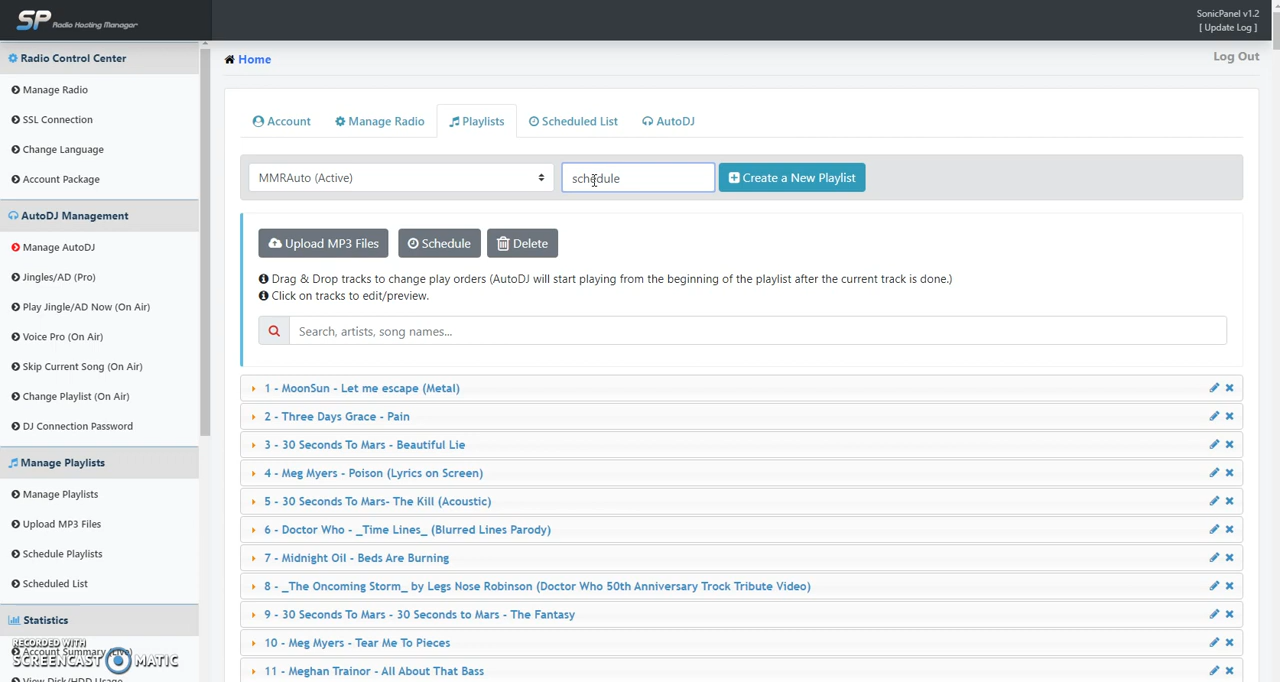 SP Radio Hosting Manager
SonicPanel v1.2
[ Update Log ]
Radio Control Center
Manage Radio
SSL Connection
Change Language
Account Package
AutoDJ Management
Manage AutoDJ
Jingles/AD (Pro)
Play Jingle/AD Now (On Air)
Voice Pro (On Air)
Skip Current Song (On Air)
Change Playlist (On Air)
DJ Connection Password
Manage Playlists
Manage Playlists
Upload MP3 Files
Schedule Playlists
Scheduled List
Statistics
Account Summary (Live)
View Disk/HDD Usage
RECORDED WITH
SCREENCAST MATIC
Home
Log Out
Account
Manage Radio
Playlists
Scheduled List
AutoDJ
MMRAuto (Active)
schedule
Create a New Playlist
Upload MP3 Files
Schedule
Delete
Drag & Drop tracks to change play orders (AutoDJ will start playing from the beginning of the playlist after the current track is done.)
Click on tracks to edit/preview.
Search, artists, song names...
1 - MoonSun - Let me escape (Metal)
2 - Three Days Grace - Pain
3 - 30 Seconds To Mars - Beautiful Lie
4 - Meg Myers - Poison (Lyrics on Screen)
5 - 30 Seconds To Mars- The Kill (Acoustic)
6 - Doctor Who - _Time Lines_ (Blurred Lines Parody)
7 - Midnight Oil - Beds Are Burning
8 - _The Oncoming Storm_ by Legs Nose Robinson (Doctor Who 50th Anniversary Trock Tribute Video)
9 - 30 Seconds To Mars - 30 Seconds to Mars - The Fantasy
10 - Meg Myers - Tear Me To Pieces
11 - Meghan Trainor - All About That Bass